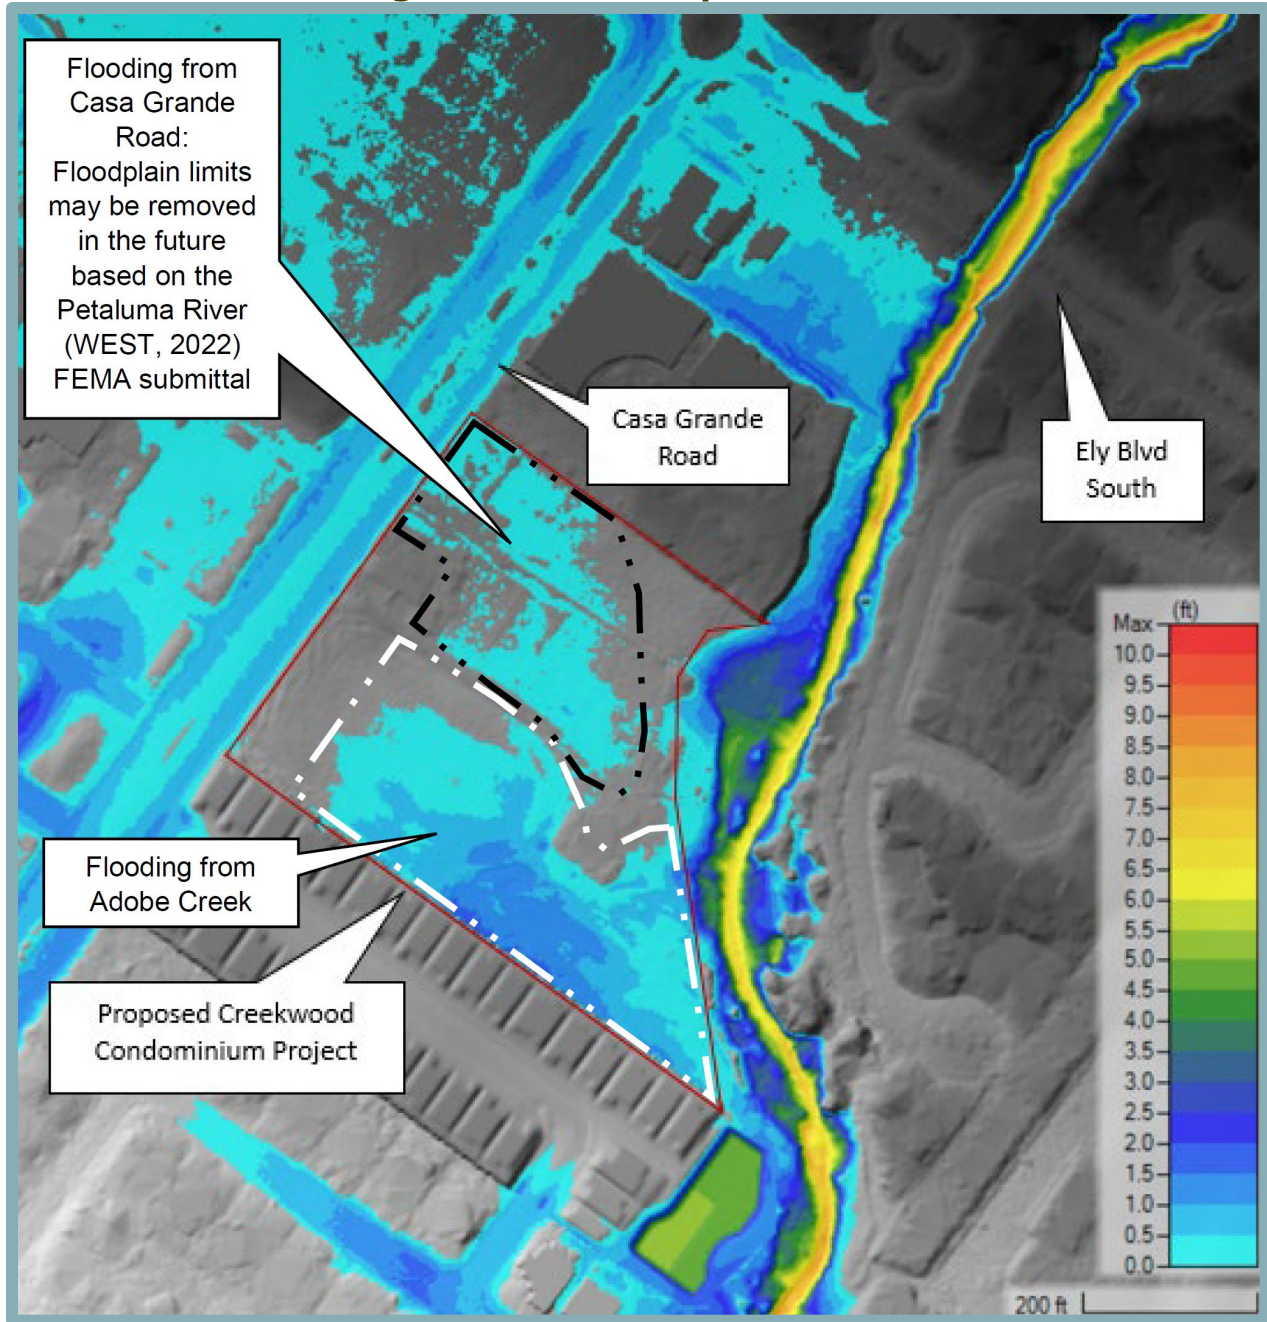 Flooding from
Casa Grande
Road:
Floodplain limits
may be removed
in the future
based on the
Petaluma River
(WEST, 2022)
FEMA submittal
Casa Grande
Road
Ely Blvd
South
Flooding from
Adobe Creek
Proposed Creekwood
Condominium Project
(ft)
Max
10.0
9.5
9.0
8.5
8.0
7.5
7.0
6.5
6.0
5.5
5.0
4.5
4.0
3.5
3.0
2.5
2.0
1.5
1.0
0.5
0.0
200 ft